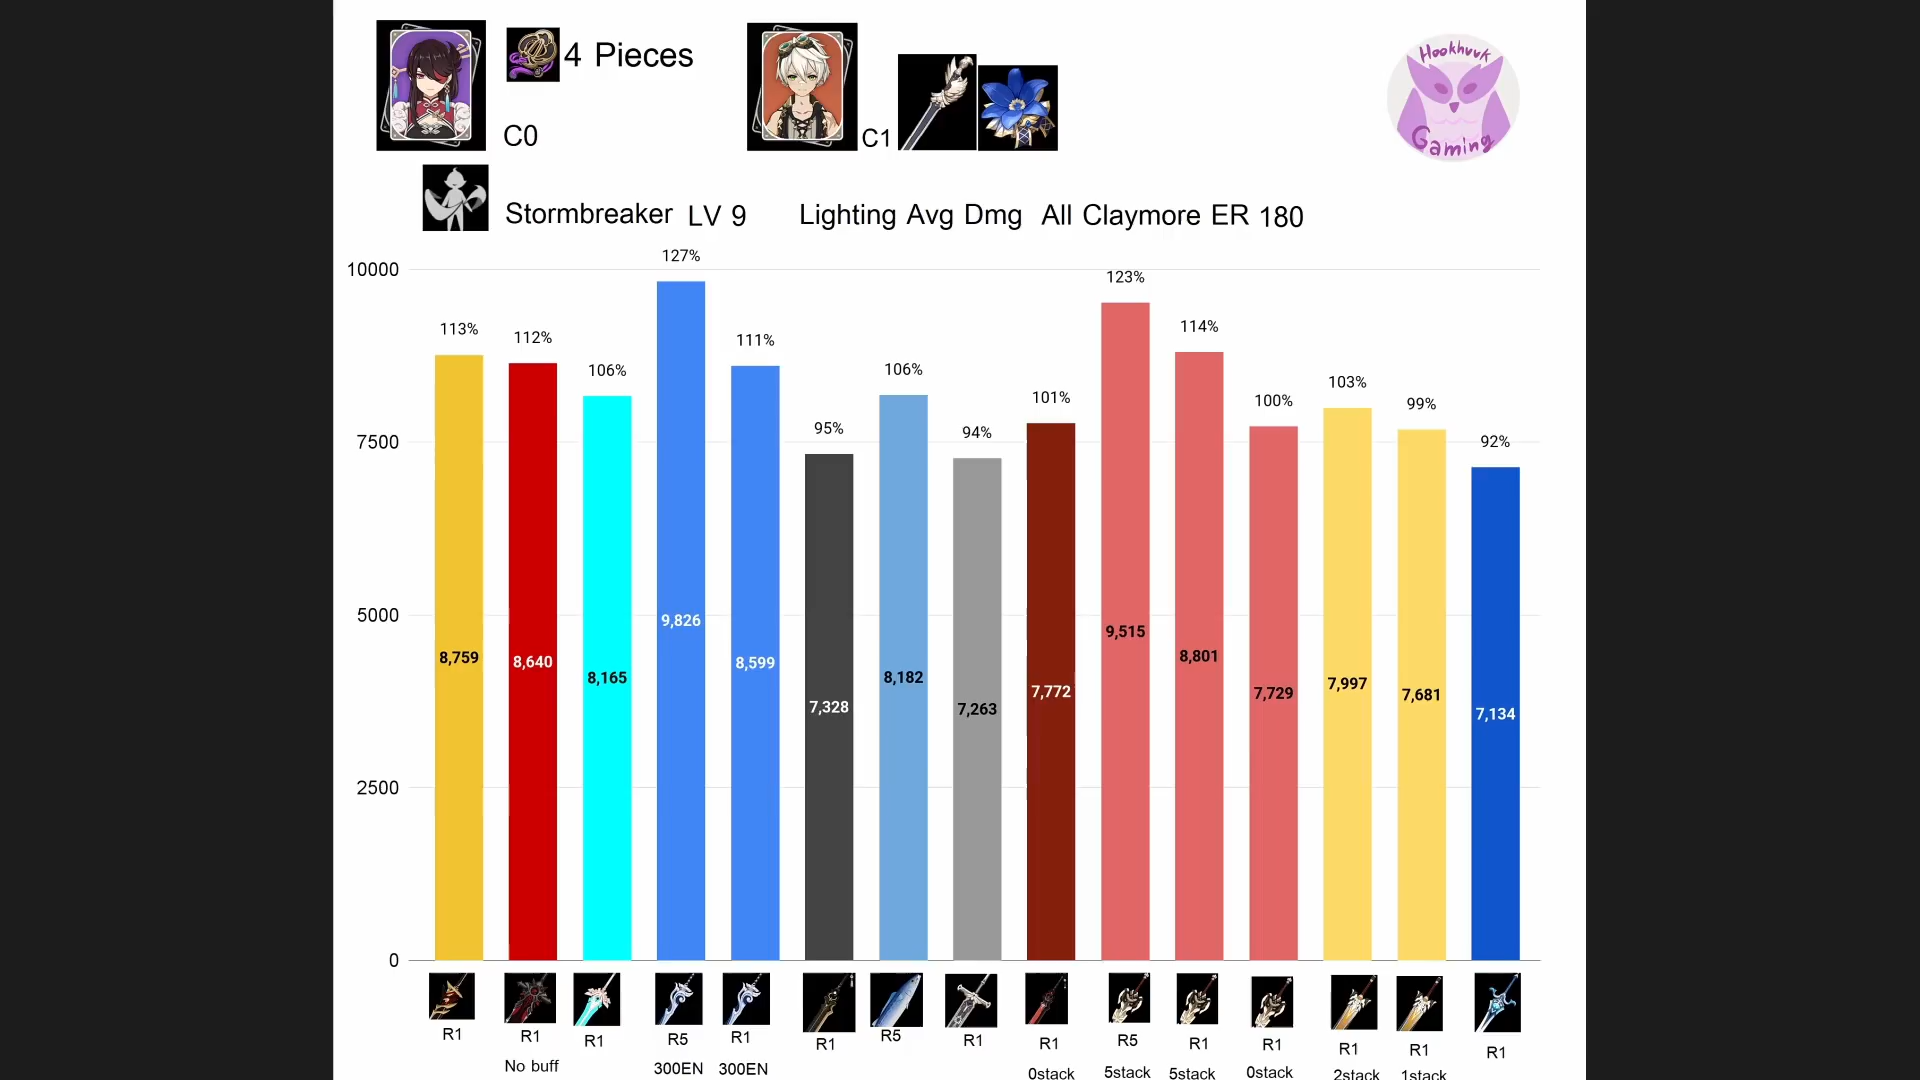 4 Pieces
C0
C1
Hookhuuk
Gaming
Stormbreaker LV 9 Lighting Avg Dmg All Claymore ER 180
10000
7500
5000
2500
0
113%
112%
106%
127%
111%
95%
106%
94%
101%
123%
114%
100%
103%
99%
92%
8,759
8,640
8,165
9,826
8,599
7,328
8,182
7,263
7,772
9,515
8,801
7,729
7,997
7,681
7,134
R1
R1
No buff
R1
R5
300EN
R1
300EN
R1
R5
R1
R1
0stack
R5
5stack
R1
5stack
R1
0stack
R1
2stack
R1
1stack
R1